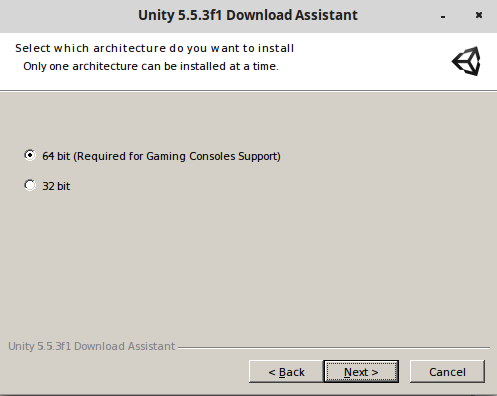 Unity 5.5.3f1 Download Assistant
Select which architecture do you want to install
Only one architecture can be installed at a time.
64 bit (Required for Gaming Consoles Support)
32 bit
Unity 5.5.3f1 Download Assistant
< Back
Next >
Cancel